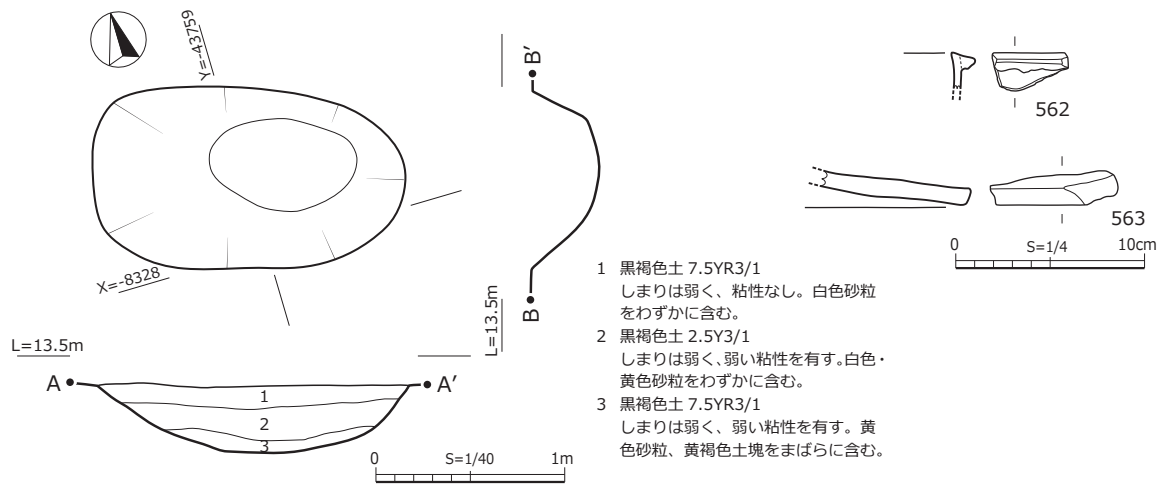 Y=-43759
X=-8328
B'
B
L=13.5m
L=13.5m
A
A'
1
2
3
0
S=1/40
1m
562
563
0
S=1/4
10cm
1 黒褐色土 7.5YR3/1
しまりは弱く、粘性なし。白色砂粒
をわずかに含む。
2 黒褐色土 2.5Y3/1
しまりは弱く、弱い粘性を有す。白色・
黄色砂粒をわずかに含む。
3 黒褐色土 7.5YR3/1
しまりは弱く、弱い粘性を有す。黄
色砂粒、黄褐色土塊をまばらに含む。